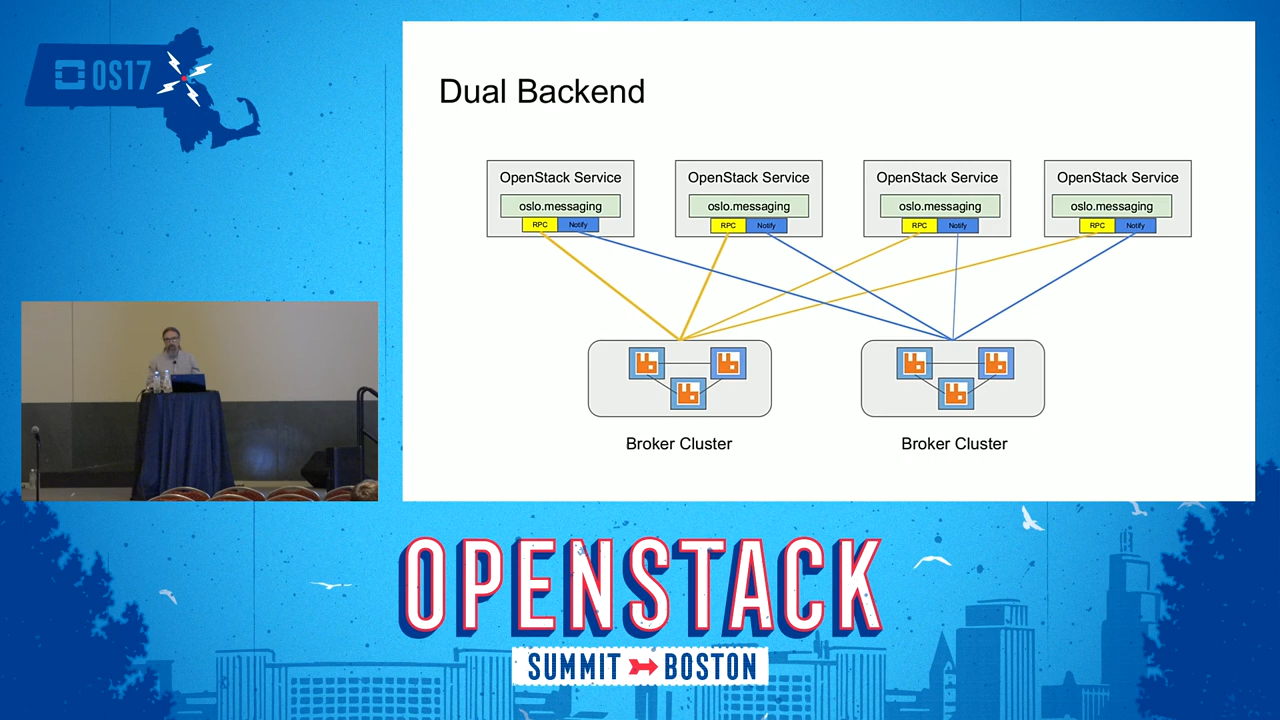 OS17
Dual Backend
OpenStack Service
oslo.messaging
RPC Notify
OpenStack Service
oslo.messaging
RPC Notify
OpenStack Service
oslo.messaging
RPC Notify
OpenStack Service
oslo.messaging
RPC Notify
Broker Cluster
Broker Cluster
OPENSTACK
SUMMIT BOSTON